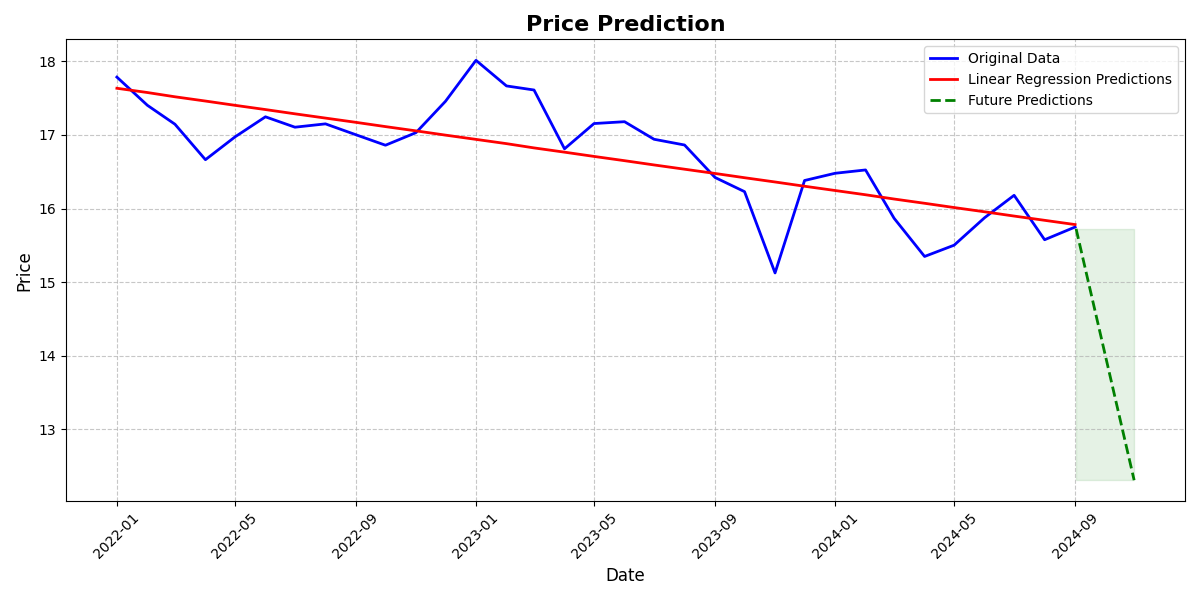 Price Prediction
Original Data
Linear Regression Predictions
Future Predictions
Price
18
17
16
15
14
13
2022-01
2022-05
2022-09
2023-01
2023-05
2023-09
2024-01
2024-05
2024-09
Date